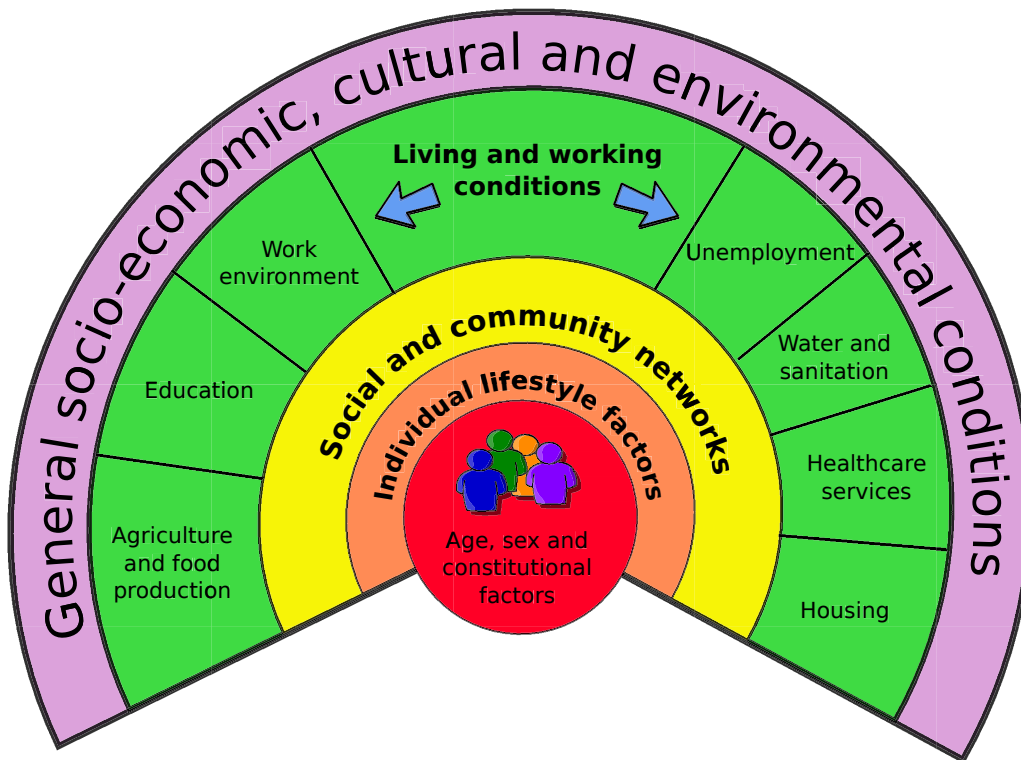 General socio-economic, cultural and environmental conditions
Living and working
conditions
Work
environment
Unemployment
Education
Water and
sanitation
Agriculture
and food
production
Healthcare
services
Housing
Social and community networks
Individual lifestyle factors
Age, sex and
constitutional
factors